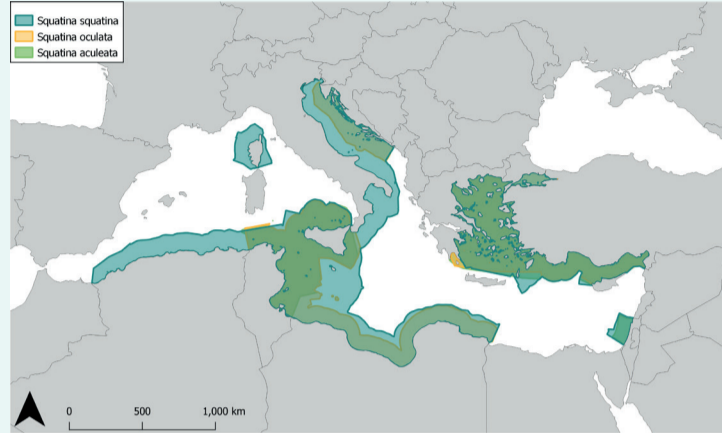 Squatina squatina
Squatina oculata
Squatina aculeata
0 500 1,000 km